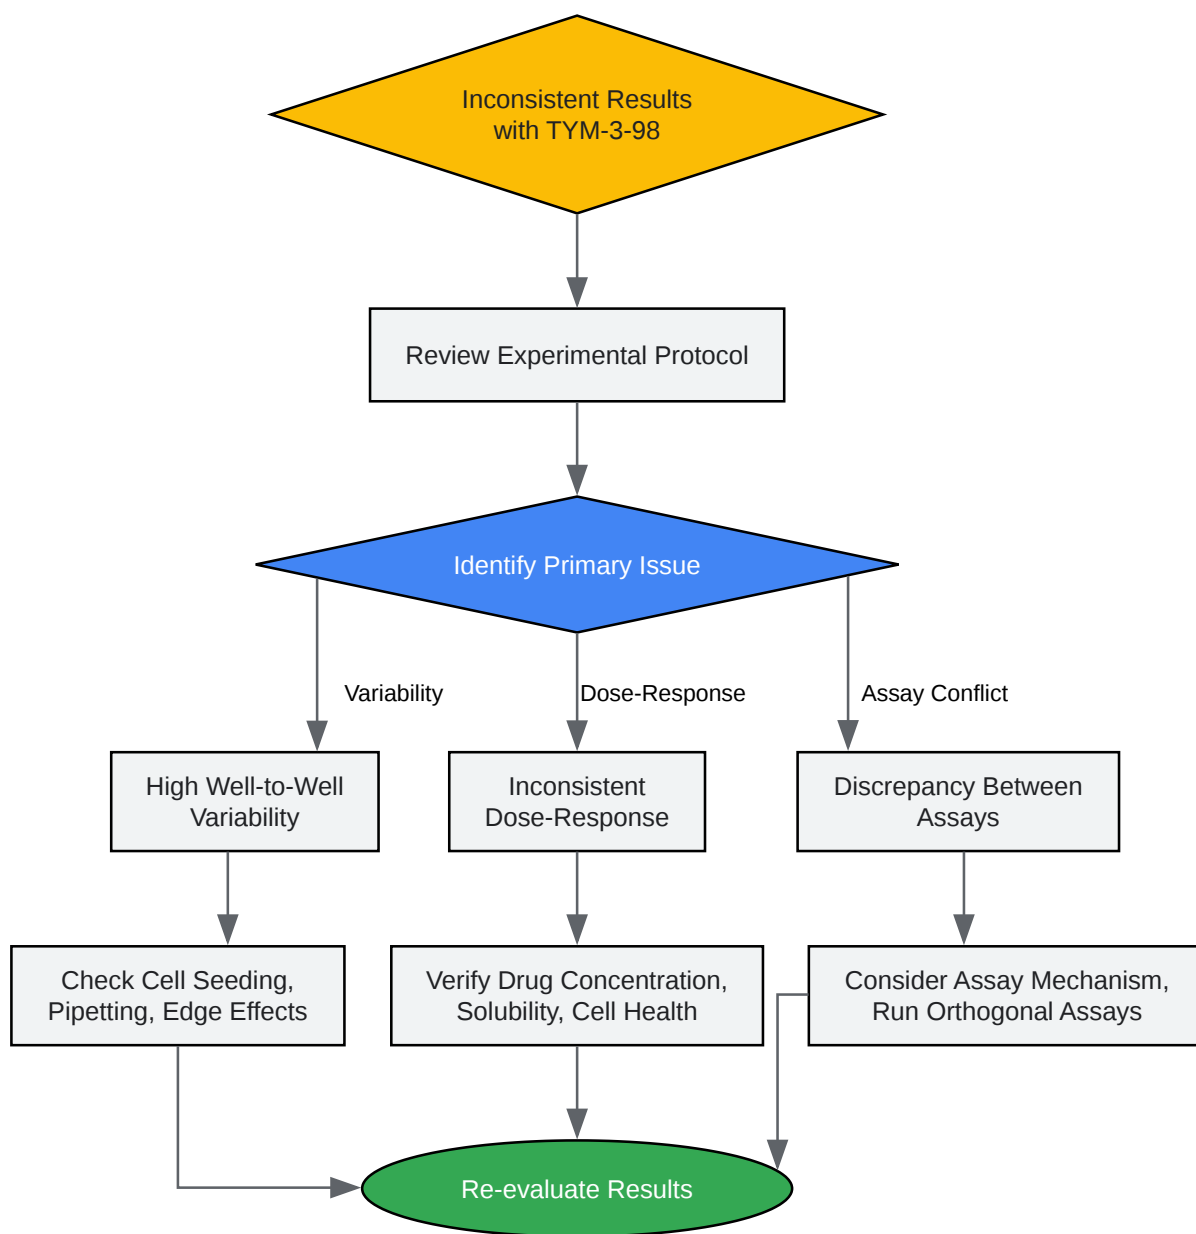 Inconsistent Results
with TYM-3-98
Review Experimental Protocol
Identify Primary Issue
Variability
Dose-Response
Assay Conflict
High Well-to-Well
Variability
Inconsistent
Dose-Response
Discrepancy Between
Assays
Check Cell Seeding,
Pipetting, Edge Effects
Verify Drug Concentration,
Solubility, Cell Health
Consider Assay Mechanism,
Run Orthogonal Assays
Re-evaluate Results